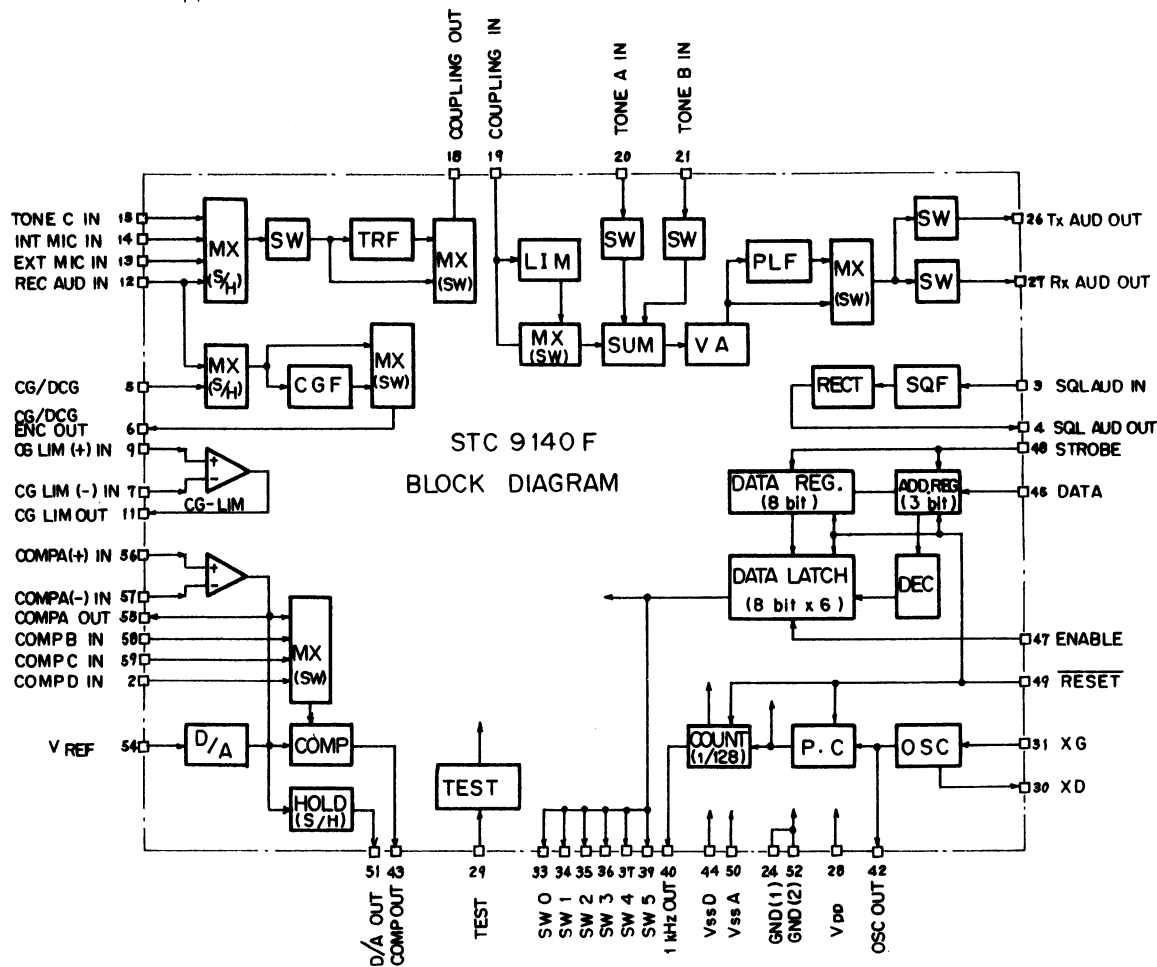 COUPLING OUT
COUPLING IN
TONE A IN
TONE B IN
18
19
20
21
TONE C IN 15
INT MIC IN 14
EXT MIC IN 13
REC AUD IN 12
MX
(S/H)
SW
TRF
MX
(SW)
LIM
MX
(SW)
SW
SW
SUM
VA
PLF
MX
(SW)
SW
SW
26 Tx AUD OUT
27 Rx AUD OUT
CG/DCG 5
CG/DCG
ENC OUT 6
MX
(S/H)
CGF
MX
(SW)
RECT
SQF
3 SQL AUD IN
4 SQL AUD OUT
CG LIM (+) IN 9
CG LIM (-) IN 7
CG LIM OUT 11
+
-
CG-LIM
STC 9140F
BLOCK DIAGRAM
48 STROBE
DATA REG.
(8 bit)
ADD.REG
(3 bit)
DATA
COMPA(+) IN 56
COMPA(-) IN 57
COMPA OUT 55
COMPB IN 58
COMPC IN 59
COMPD IN 2
+
-
MX
(SW)
DATA LATCH
(8 bit x 6)
DEC
47 ENABLE
49 RESET
VREF 54
D/A
COMP
HOLD
(S/H)
TEST
COUNT
(1/128)
P.C
OSC
31 XG
30 XD
51
43
29
33
34
35
36
37
39
40
44
50
24
52
28
42
D/A OUT
COMP OUT
TEST
SW 0
SW 1
SW 2
SW 3
SW 4
SW 5
1 kHz OUT
VssD
VssA
GND(1)
GND(2)
VDD
OSC OUT